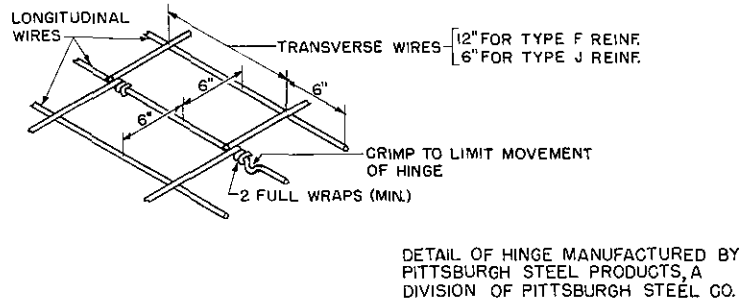 LONGITUDINAL
WIRES
TRANSVERSE WIRES
12" FOR TYPE F REINF.
6" FOR TYPE J REINF.
6"
6"
6"
CRIMP TO LIMIT MOVEMENT
OF HINGE
2 FULL WRAPS (MIN.)
DETAIL OF HINGE MANUFACTURED BY
PITTSBURGH STEEL PRODUCTS, A
DIVISION OF PITTSBURGH STEEL CO.